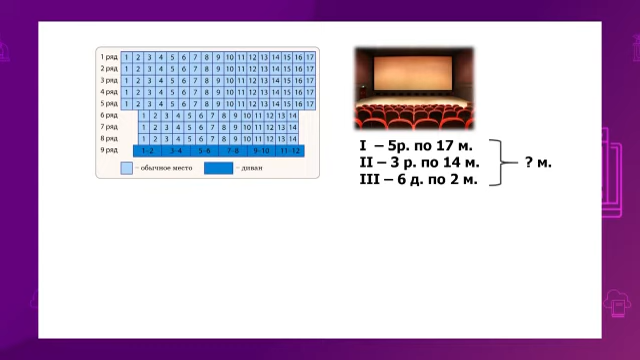 1 ряд 1 2 3 4 5 6 7 8 9 10 11 12 13 14 15 16 17
2 ряд 1 2 3 4 5 6 7 8 9 10 11 12 13 14 15 16 17
3 ряд 1 2 3 4 5 6 7 8 9 10 11 12 13 14 15 16 17
4 ряд 1 2 3 4 5 6 7 8 9 10 11 12 13 14 15 16 17
5 ряд 1 2 3 4 5 6 7 8 9 10 11 12 13 14 15 16 17
6 ряд 1 2 3 4 5 6 7 8 9 10 11 12 13 14
7 ряд 1 2 3 4 5 6 7 8 9 10 11 12 13 14
8 ряд 1 2 3 4 5 6 7 8 9 10 11 12 13 14
9 ряд 1–2 3–4 5–6 7–8 9–10 11–12
– обычное место – диван
I – 5р. по 17 м.
II – 3 р. по 14 м.
III – 6 д. по 2 м.
? м.